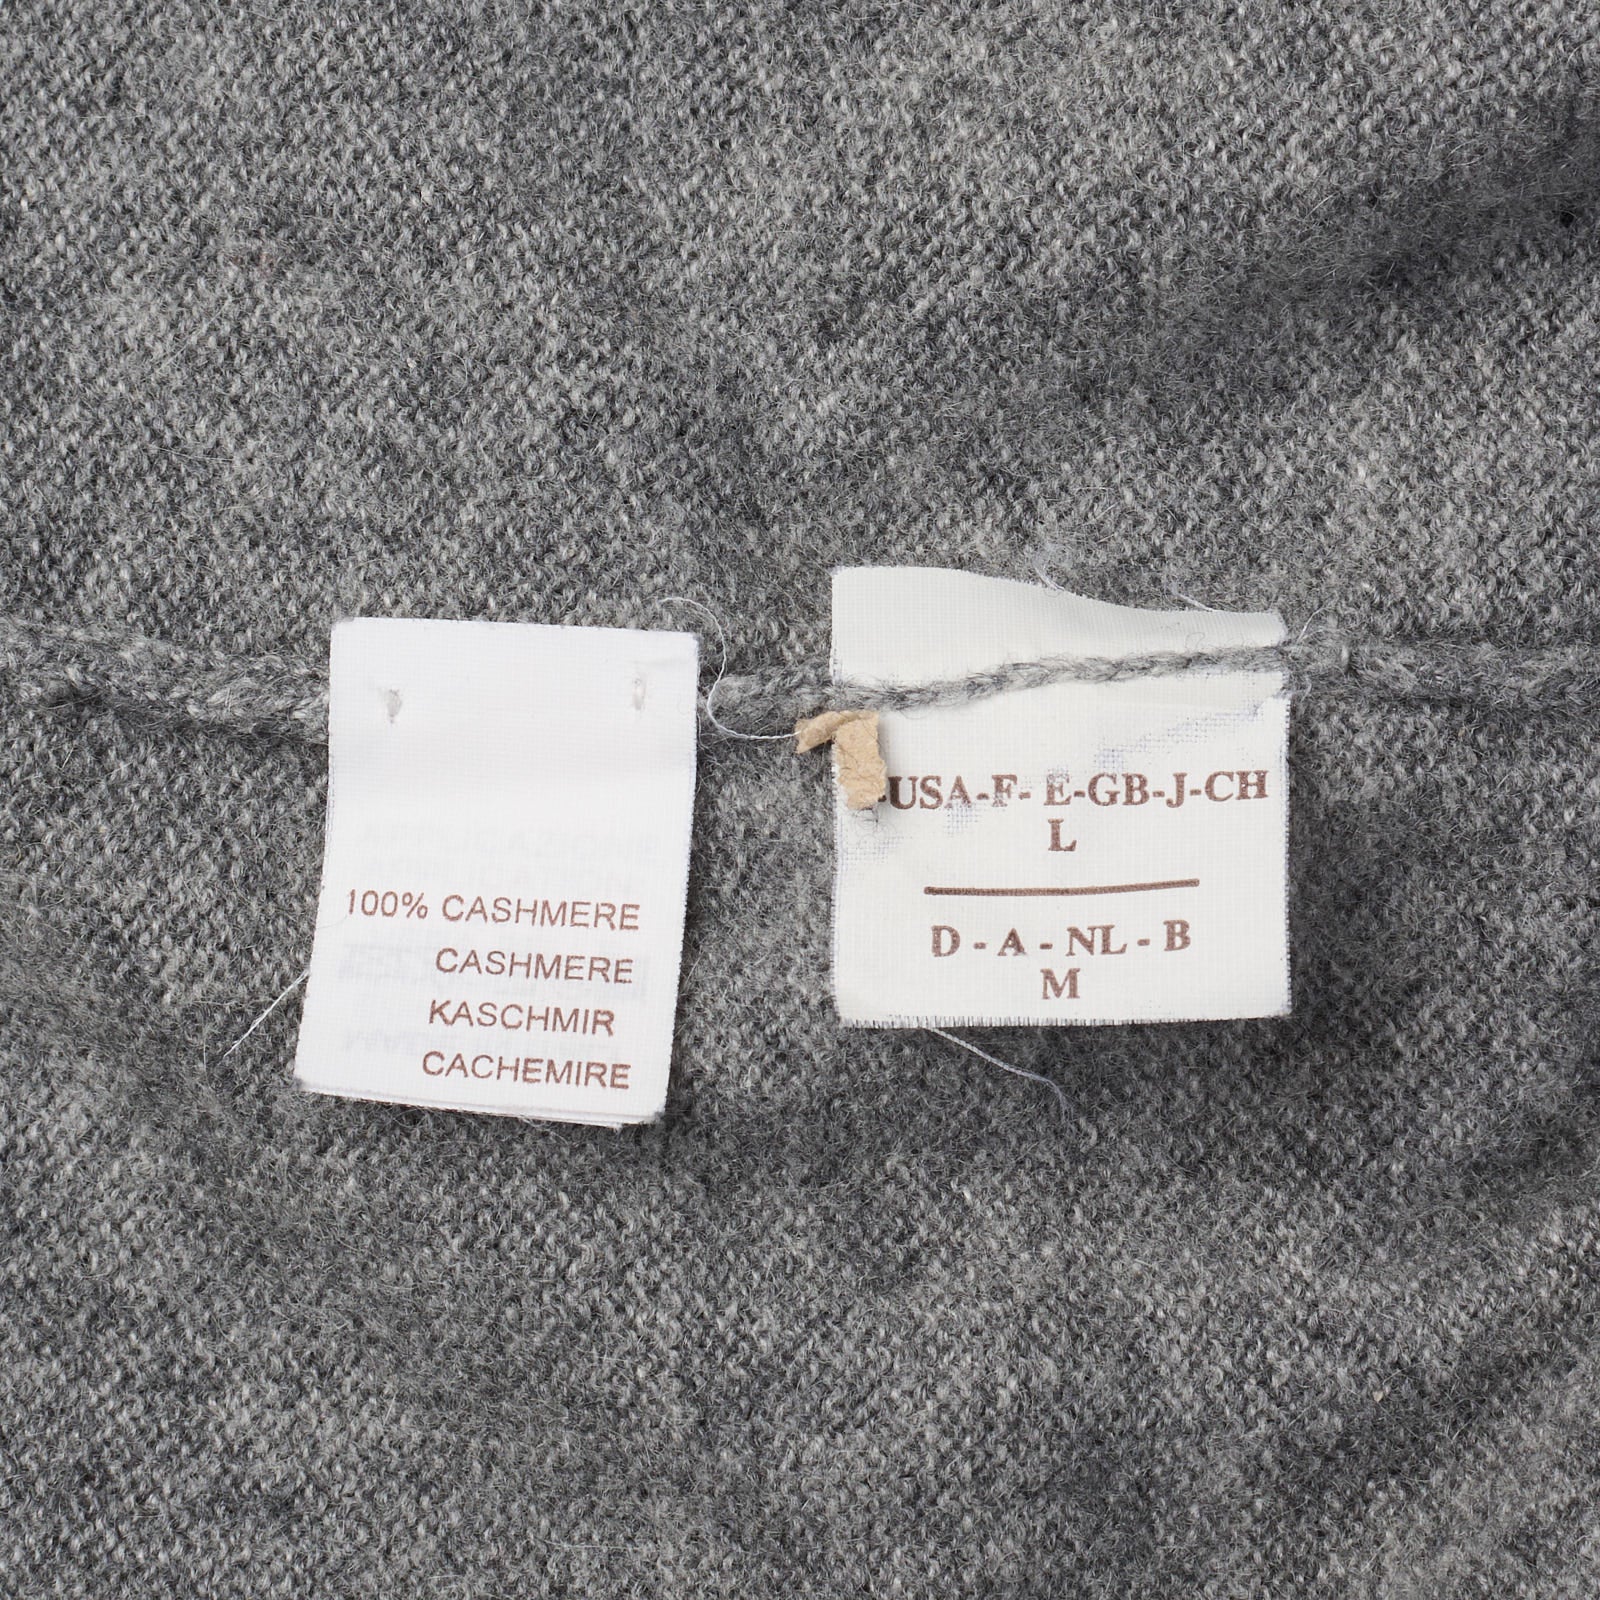 100% CASHMERE
CASHMERE
KASCHMIR
CACHEMIRE
-USA-F- E-GB-J-CH
L
D - A - NL - B
M